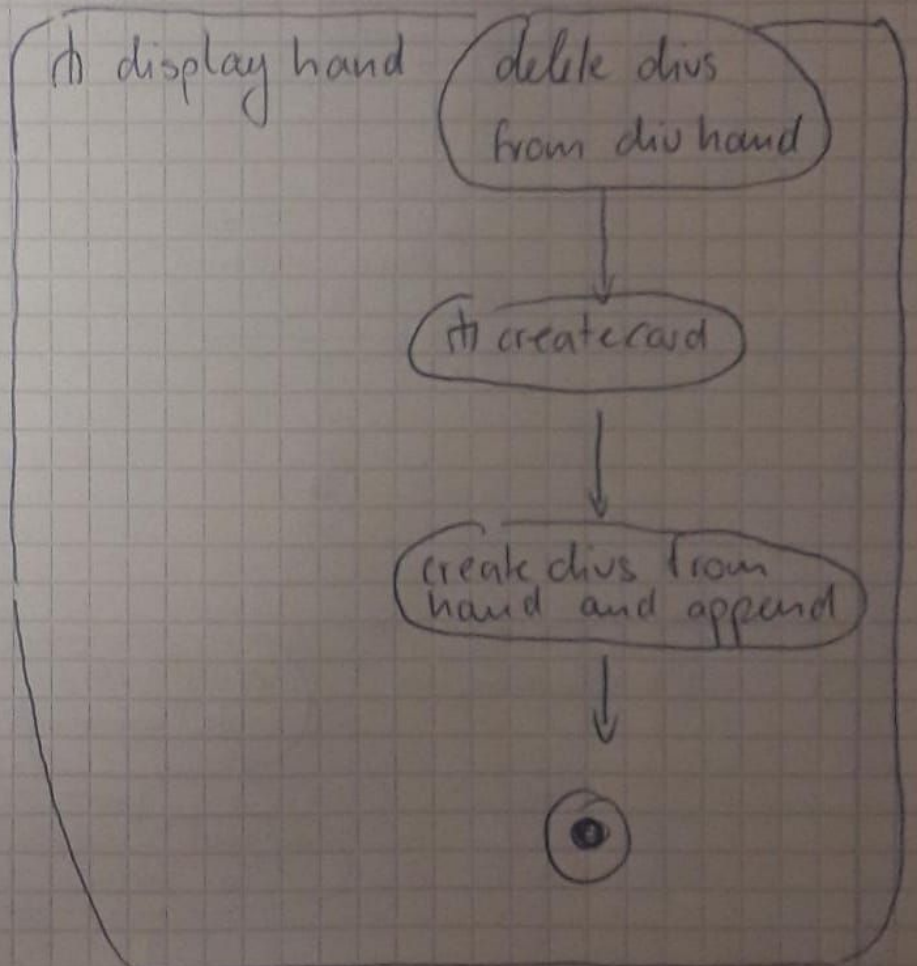 display hand
delete divs
from div hand
createcard
create divs from
hand and append